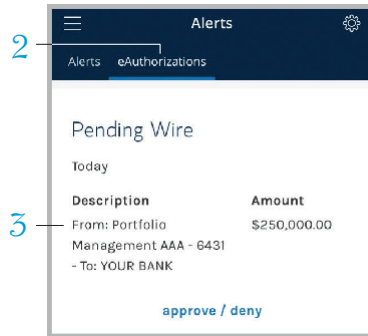 Alerts
2
Alerts eAuthorizations
Pending Wire
Today
Description Amount
3 From: Portfolio $250,000.00
Management AAA - 6431
- To: YOUR BANK
approve / deny